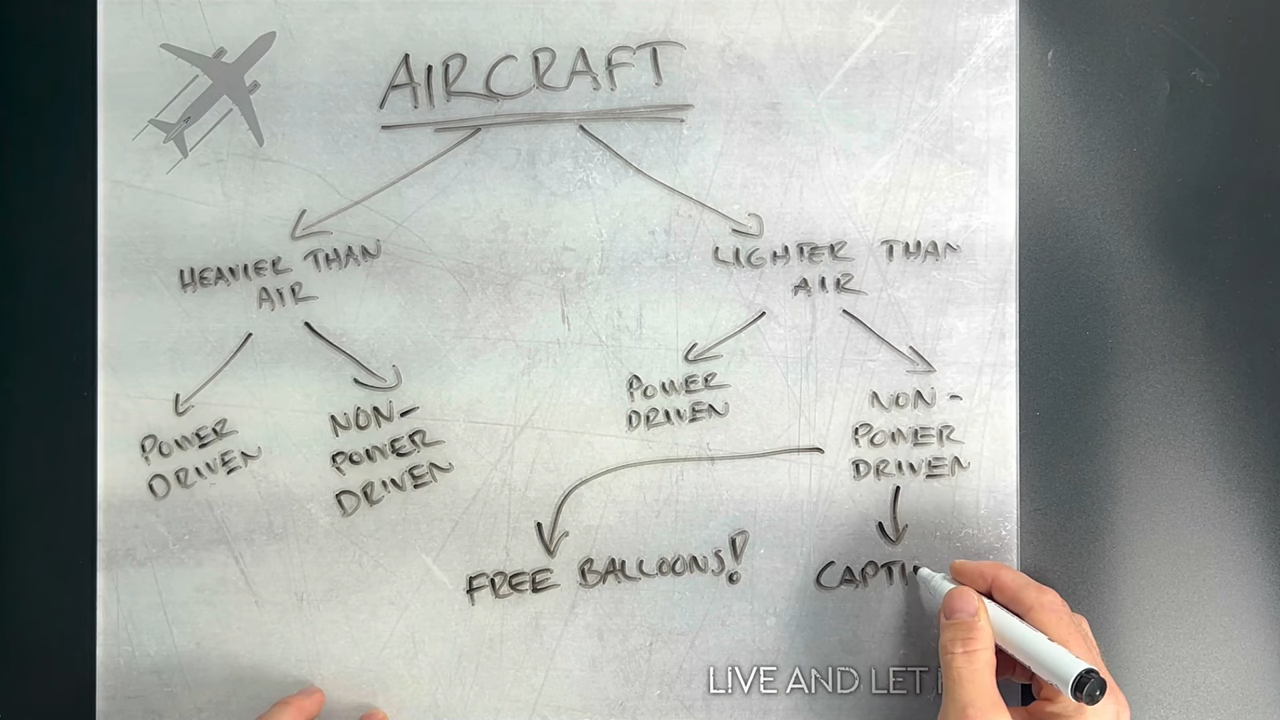 AIRCRAFT
HEAVIER THAN
AIR
LIGHTER THAN
AIR
POWER
DRIVEN
NON-
POWER
DRIVEN
POWER
DRIVEN
NON-
POWER
DRIVEN
FREE BALLOONS!
CAPTI
LIVE AND LET